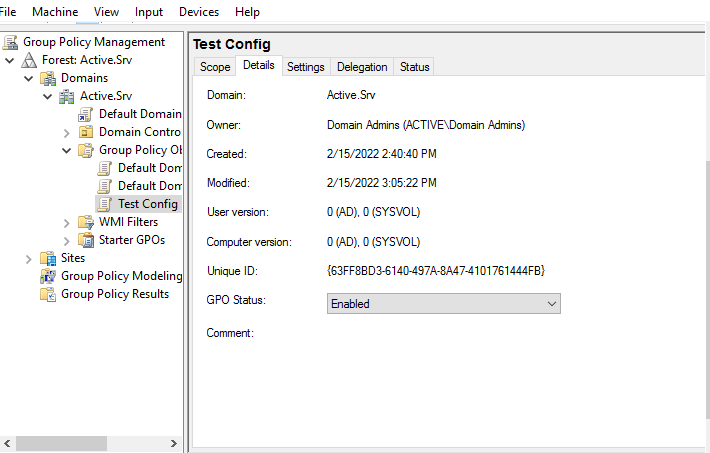 File Machine View Input Devices Help
Group Policy Management
Forest: Active.Srv
Domains
Active.Srv
Default Domain
Domain Contro
Group Policy Ob
Default Dom
Default Dom
Test Config
WMI Filters
Starter GPOs
Sites
Group Policy Modeling
Group Policy Results
Test Config
Scope Details Settings Delegation Status
Domain: Active.Srv
Owner: Domain Admins (ACTIVE\Domain Admins)
Created: 2/15/2022 2:40:40 PM
Modified: 2/15/2022 3:05:22 PM
User version: 0 (AD), 0 (SYSVOL)
Computer version: 0 (AD), 0 (SYSVOL)
Unique ID: {63FF8BD3-6140-497A-8A47-4101761444FB}
GPO Status: Enabled
Comment: